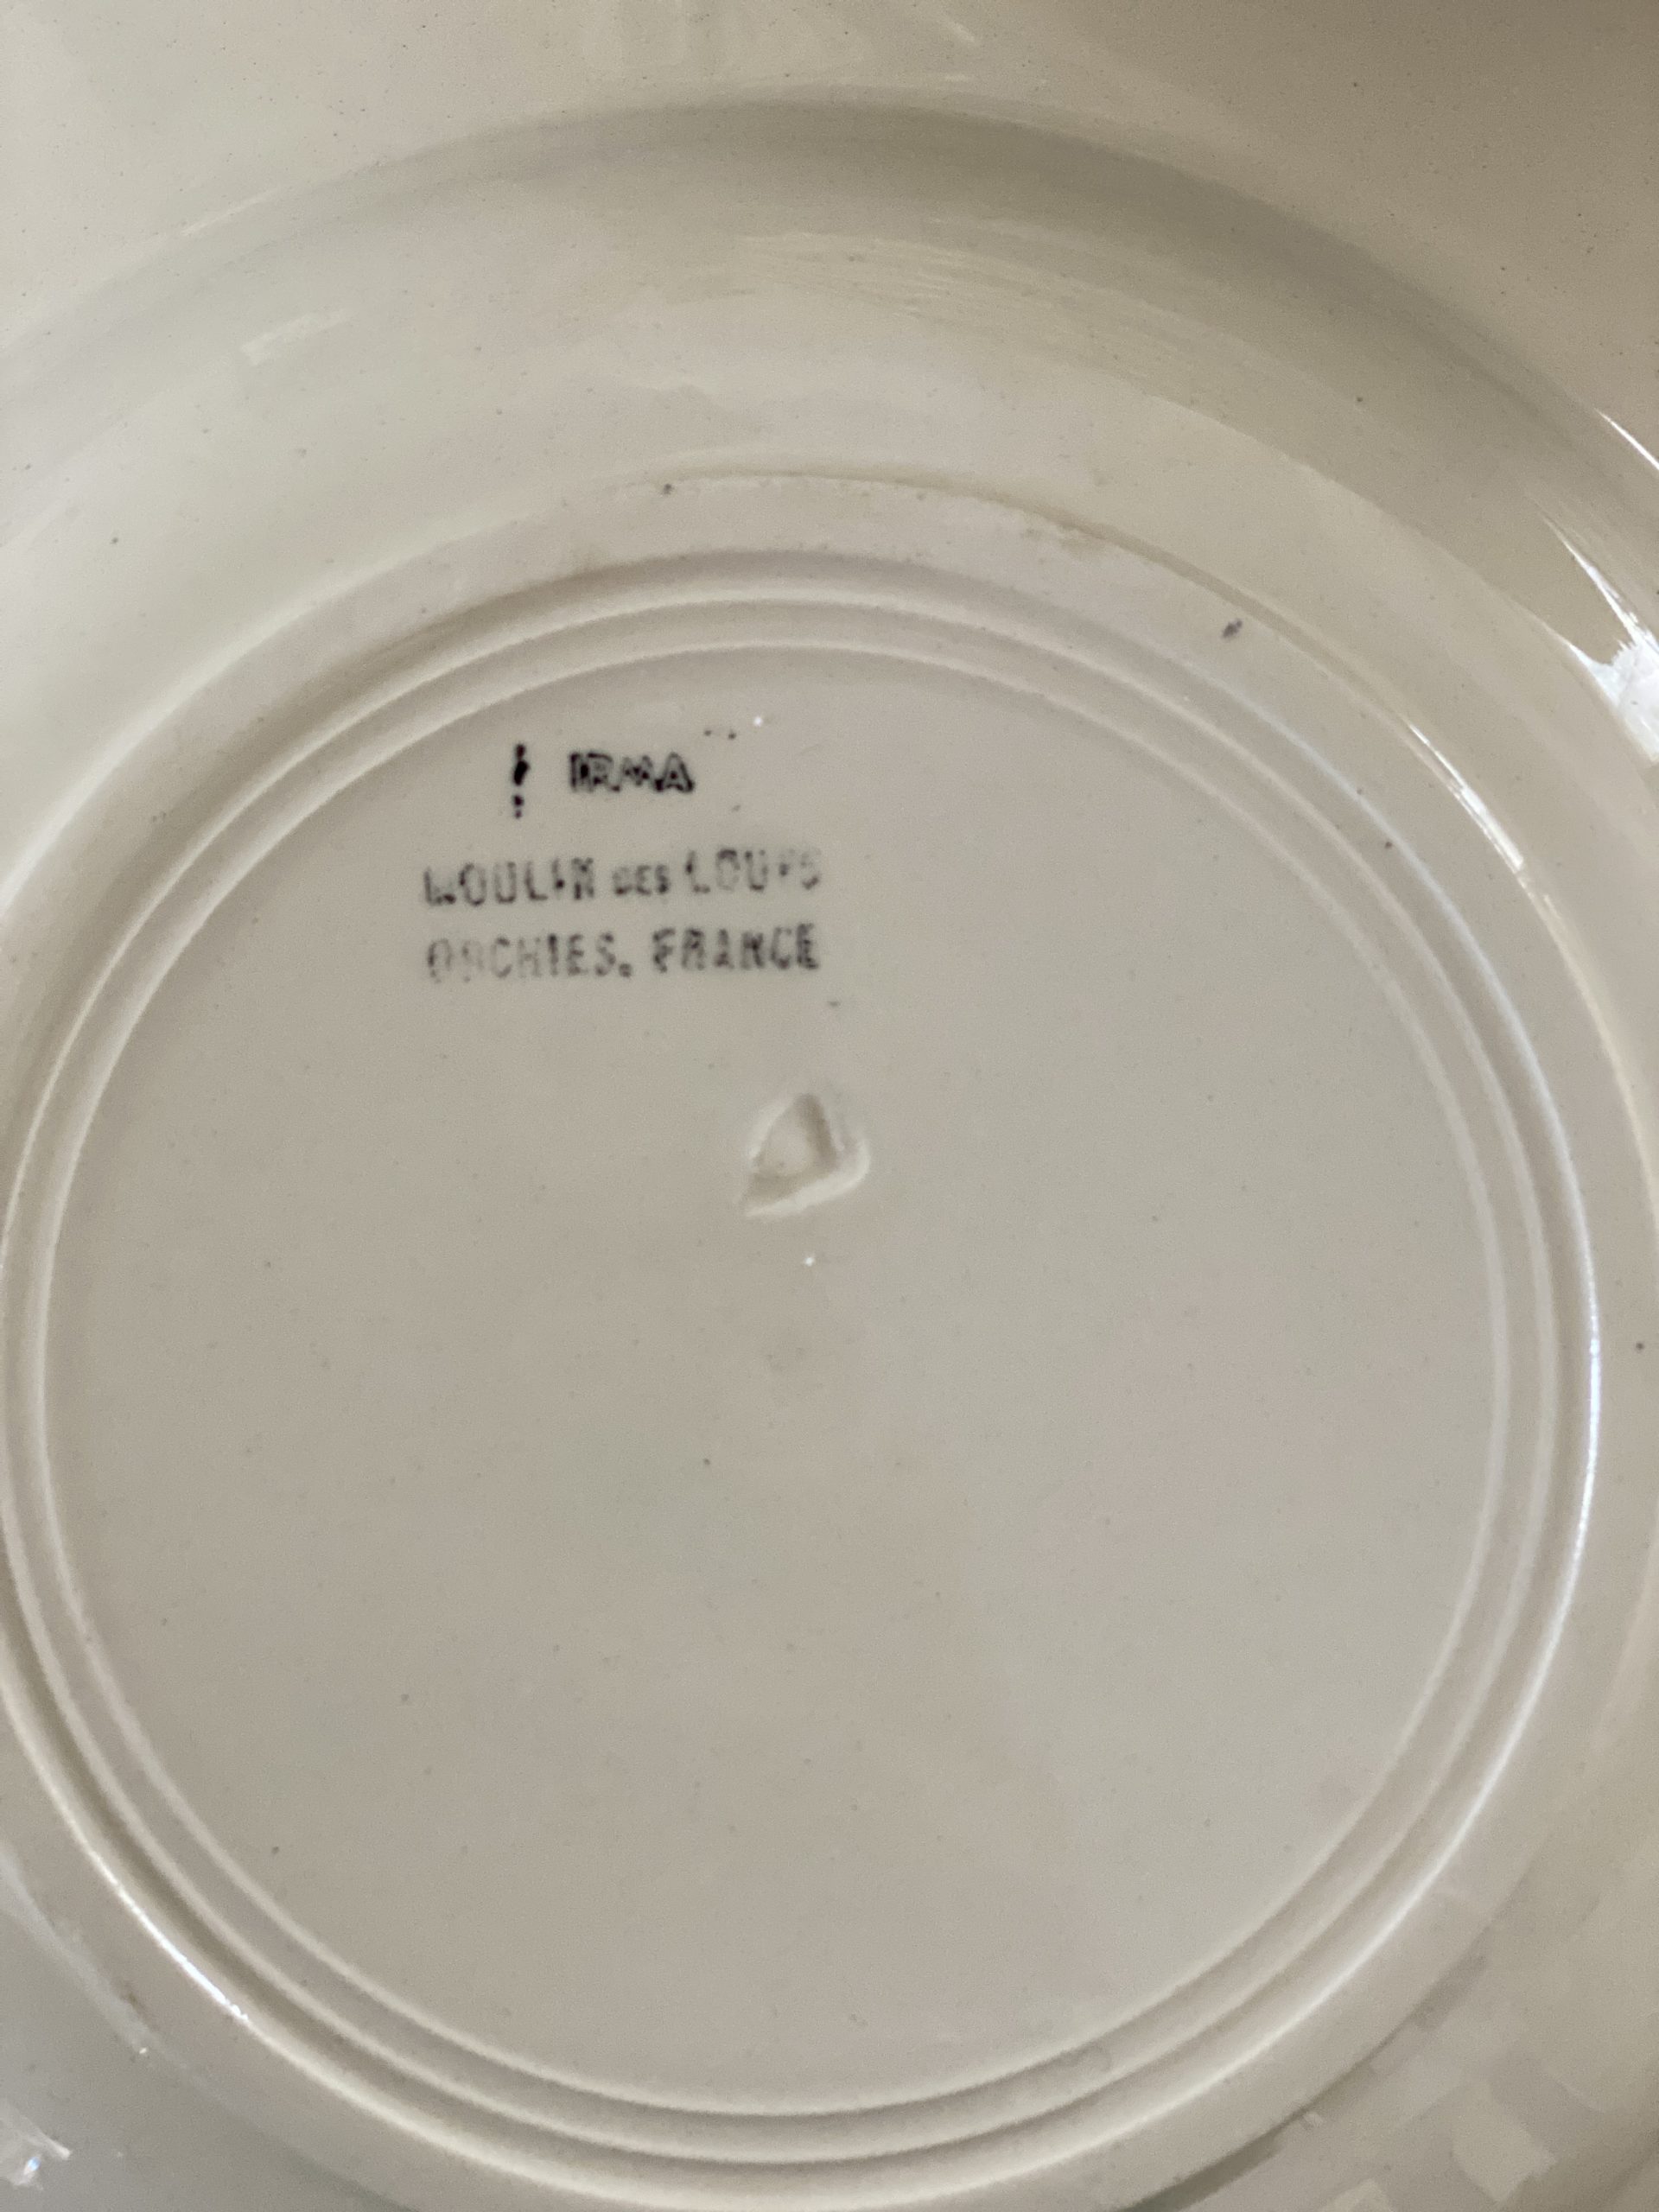 ! IRMA
MOULIN DES LOUPS
ORCHIES. FRANCE